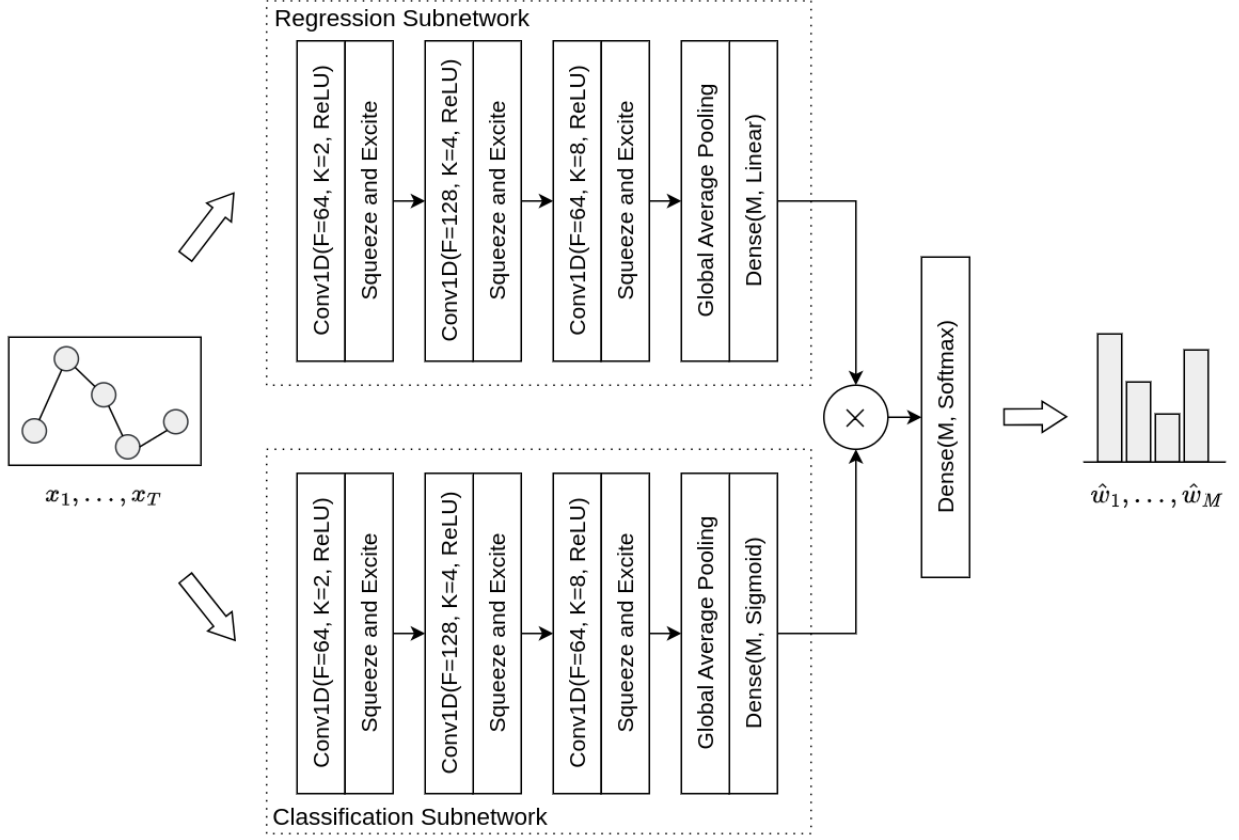 Regression Subnetwork
Conv1D(F=64, K=2, ReLU)
Squeeze and Excite
Conv1D(F=128, K=4, ReLU)
Squeeze and Excite
Conv1D(F=64, K=8, ReLU)
Squeeze and Excite
Global Average Pooling
Dense(M, Linear)
x₁, . . . , x_T
×
Dense(M, Softmax)
ŵ₁, . . . , ŵ_M
Conv1D(F=64, K=2, ReLU)
Squeeze and Excite
Conv1D(F=128, K=4, ReLU)
Squeeze and Excite
Conv1D(F=64, K=8, ReLU)
Squeeze and Excite
Global Average Pooling
Dense(M, Sigmoid)
Classification Subnetwork